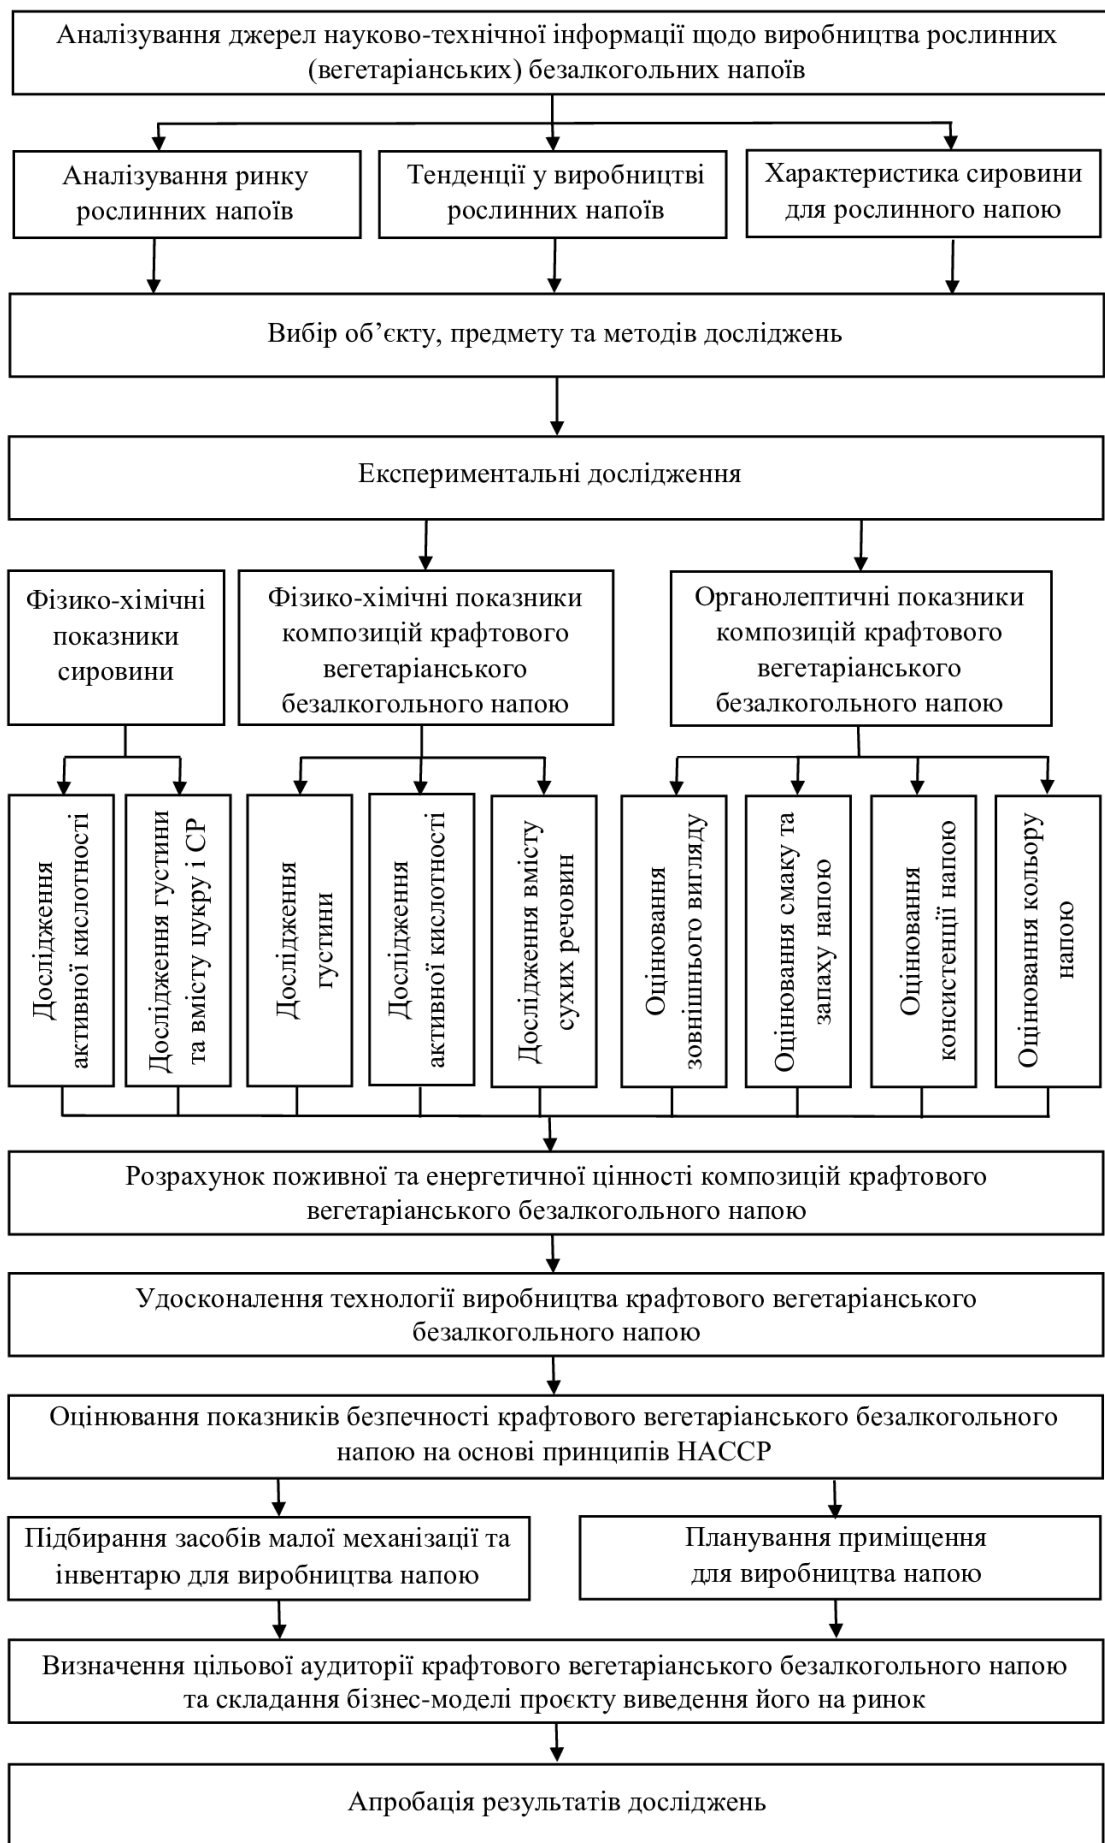 Аналізування джерел науково-технічної інформації щодо виробництва рослинних
(вегетаріанських) безалкогольних напоїв
Аналізування ринку
рослинних напоїв
Тенденції у виробництві
рослинних напоїв
Характеристика сировини
для рослинного напою
Вибір об’єкту, предмету та методів досліджень
Експериментальні дослідження
Фізико-хімічні
показники
сировини
Фізико-хімічні показники
композицій крафтового
вегетаріанського
безалкогольного напою
Органолептичні показники
композицій крафтового
вегетаріанського
безалкогольного напою
Дослідження
активної кислотності
Дослідження густини
та вмісту цукру і СР
Дослідження
густини
Дослідження
активної кислотності
Дослідження вмісту
сухих речовин
Оцінювання
зовнішнього вигляду
Оцінювання смаку та
запаху напою
Оцінювання
консистенції напою
Оцінювання кольору
напою
Розрахунок поживної та енергетичної цінності композицій крафтового
вегетаріанського безалкогольного напою
Удосконалення технології виробництва крафтового вегетаріанського
безалкогольного напою
Оцінювання показників безпечності крафтового вегетаріанського безалкогольного
напою на основі принципів НАССР
Підбирання засобів малої механізації та
інвентарю для виробництва напою
Планування приміщення
для виробництва напою
Визначення цільової аудиторії крафтового вегетаріанського безалкогольного напою
та складання бізнес-моделі проєкту виведення його на ринок
Апробація результатів досліджень